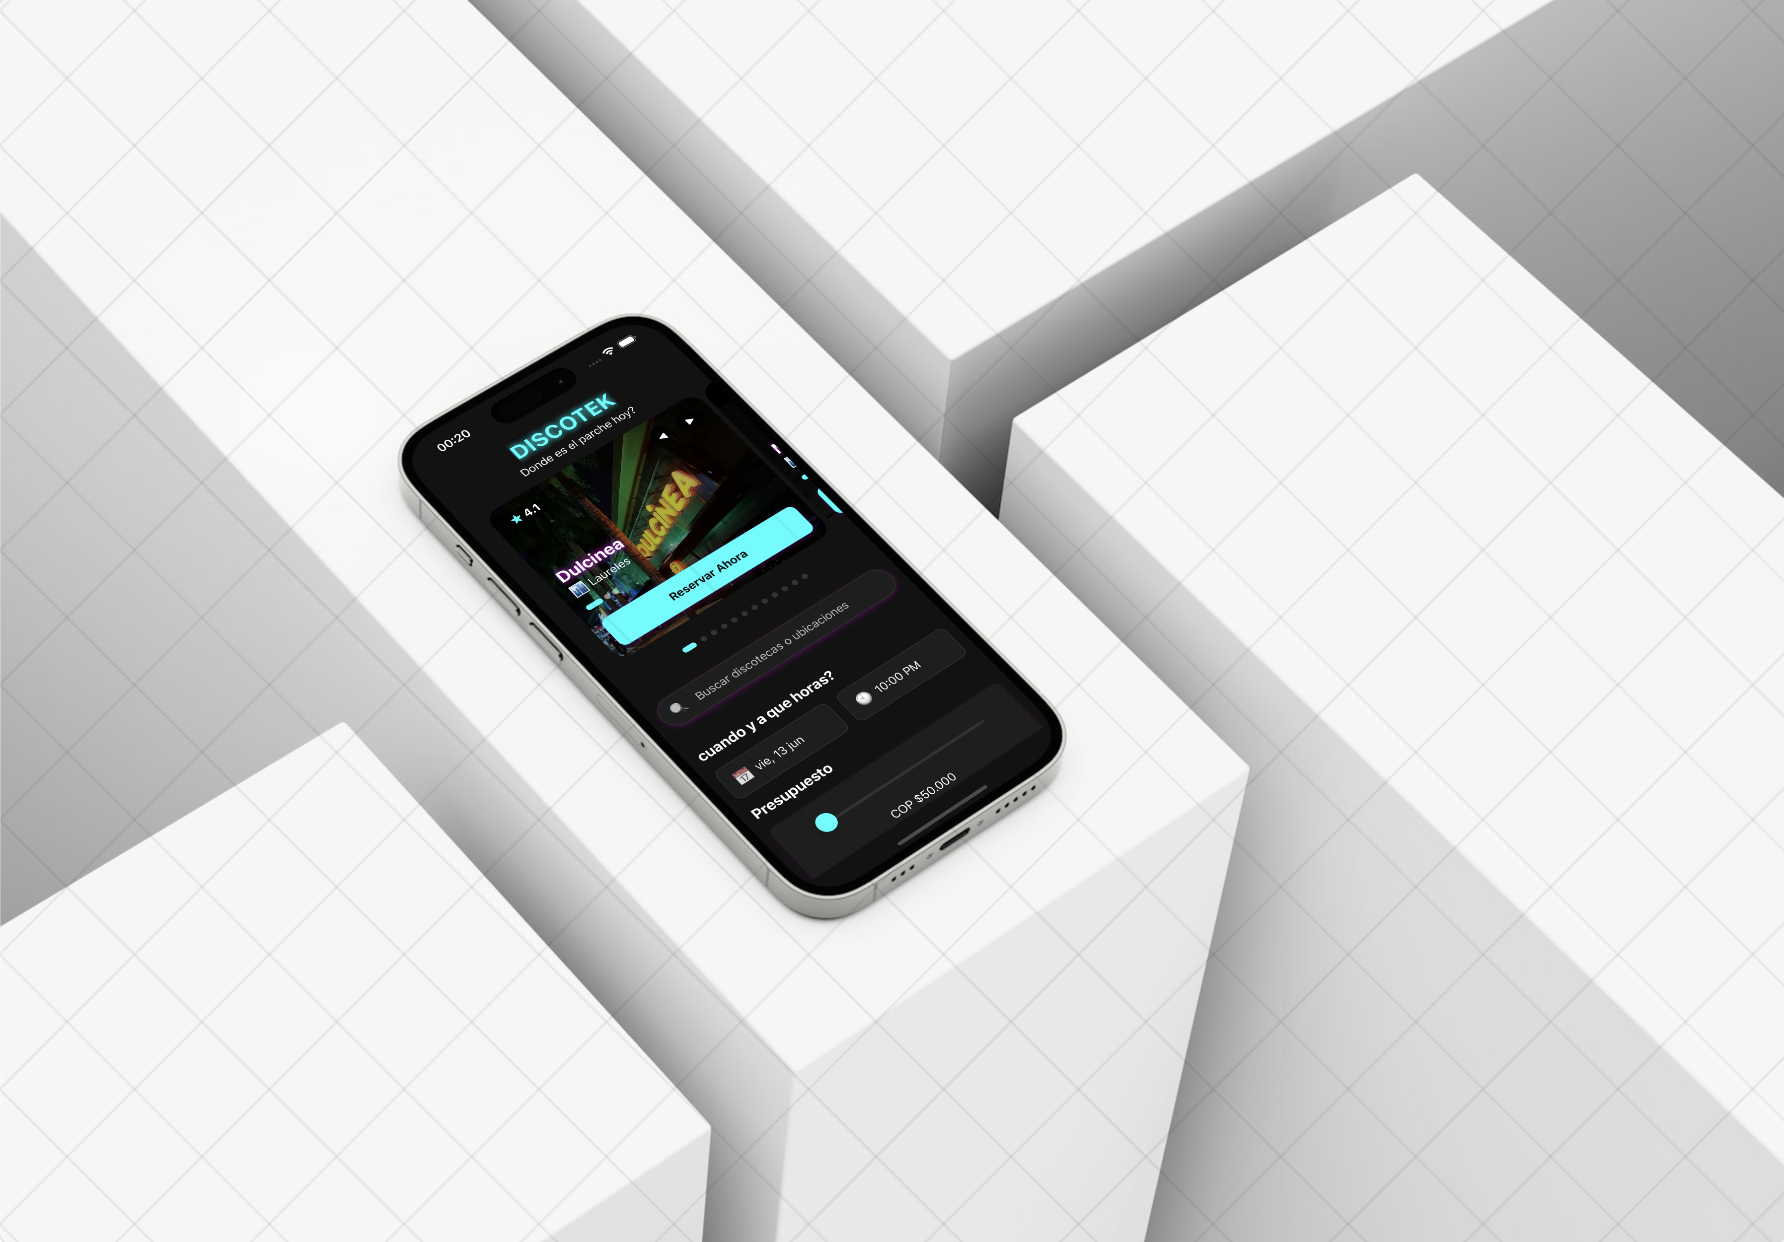 00:20
DISCOTEK
Donde es el parche hoy?
4.1
DULCINEA
Dulcinea
Laureles
Reservar Ahora
Buscar discotecas o ubicaciones
cuando y a que horas?
vie, 13 jun
10:00 PM
Presupuesto
COP $50.000